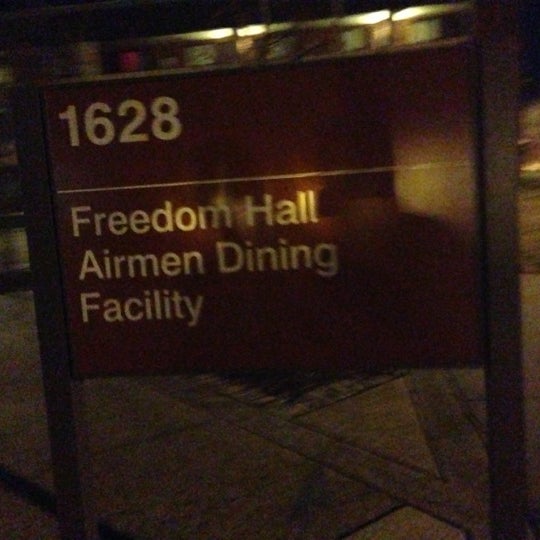 1628
Freedom Hall
Airmen Dining
Facility